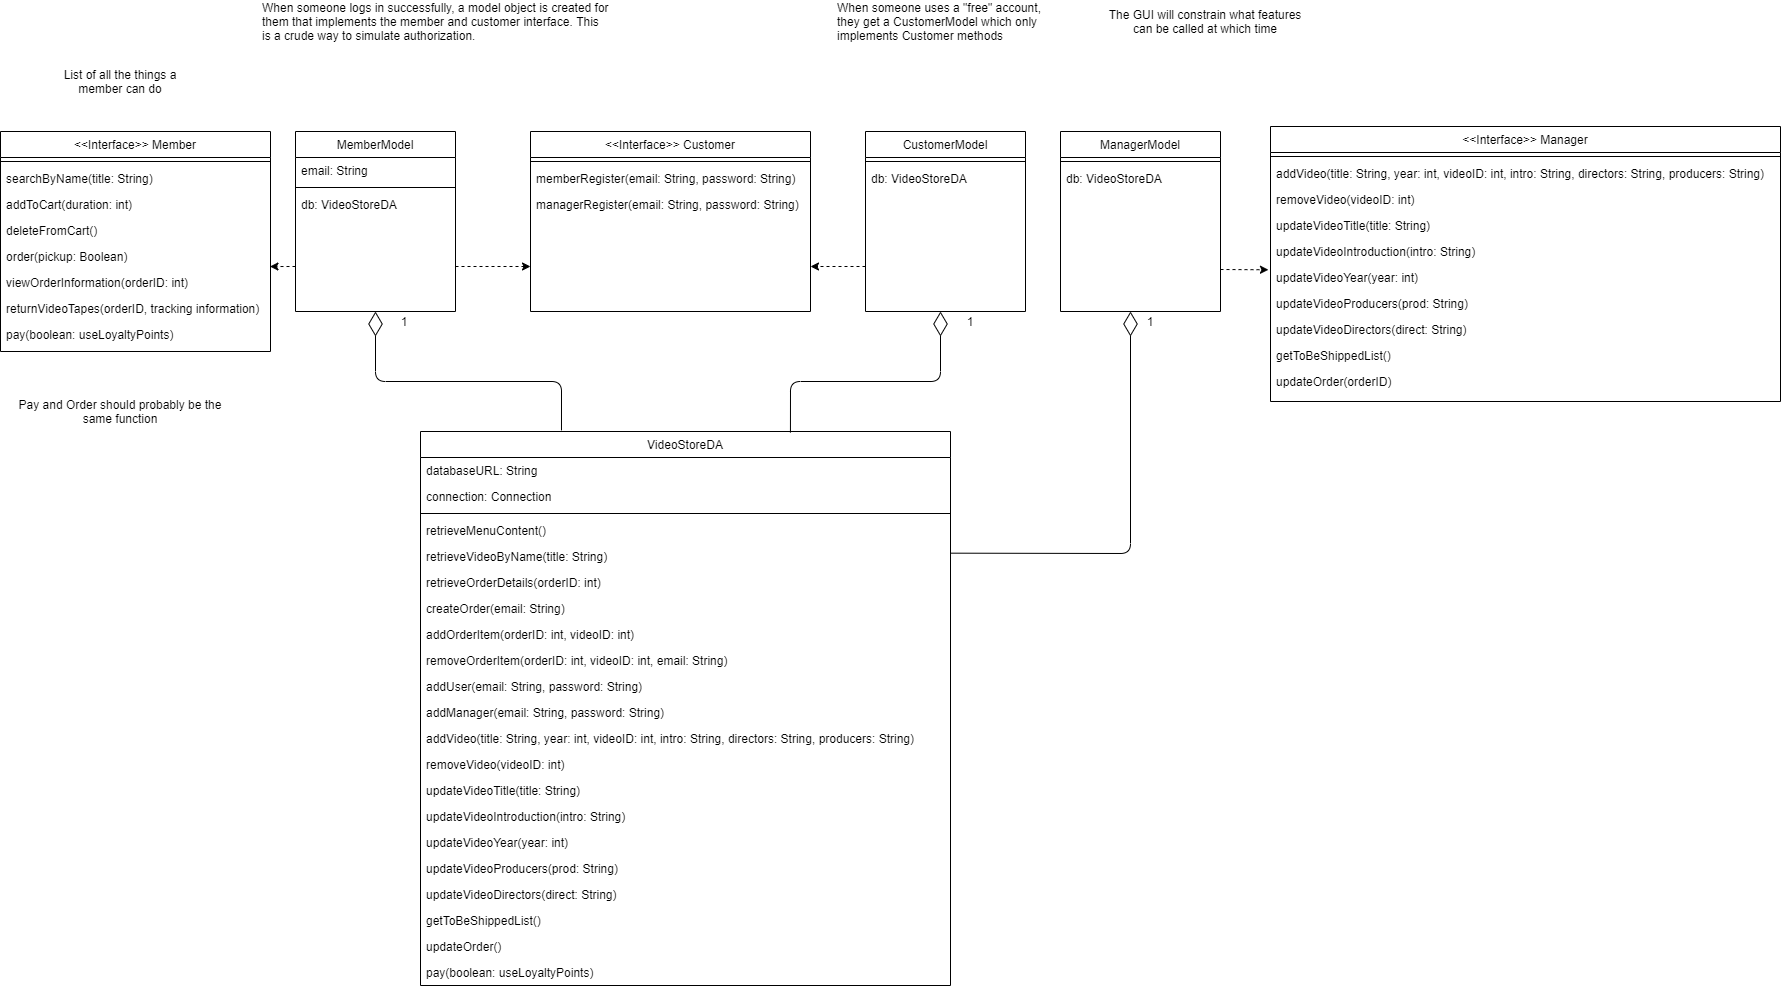 When someone logs in successfully, a model object is created for
them that implements the member and customer interface. This
is a crude way to simulate authorization.
When someone uses a "free" account,
they get a CustomerModel which only
implements Customer methods
The GUI will constrain what features
can be called at which time
List of all the things a
member can do
<<Interface>> Member
searchByName(title: String)
addToCart(duration: int)
deleteFromCart()
order(pickup: Boolean)
viewOrderInformation(orderID: int)
returnVideoTapes(orderID, tracking information)
pay(boolean: useLoyaltyPoints)
MemberModel
email: String
db: VideoStoreDA
1
<<Interface>> Customer
memberRegister(email: String, password: String)
managerRegister(email: String, password: String)
CustomerModel
db: VideoStoreDA
1
ManagerModel
db: VideoStoreDA
1
<<Interface>> Manager
addVideo(title: String, year: int, videoID: int, intro: String, directors: String, producers: String)
removeVideo(videoID: int)
updateVideoTitle(title: String)
updateVideoIntroduction(intro: String)
updateVideoYear(year: int)
updateVideoProducers(prod: String)
updateVideoDirectors(direct: String)
getToBeShippedList()
updateOrder(orderID)
Pay and Order should probably be the
same function
VideoStoreDA
databaseURL: String
connection: Connection
retrieveMenuContent()
retrieveVideoByName(title: String)
retrieveOrderDetails(orderID: int)
createOrder(email: String)
addOrderItem(orderID: int, videoID: int)
removeOrderItem(orderID: int, videoID: int, email: String)
addUser(email: String, password: String)
addManager(email: String, password: String)
addVideo(title: String, year: int, videoID: int, intro: String, directors: String, producers: String)
removeVideo(videoID: int)
updateVideoTitle(title: String)
updateVideoIntroduction(intro: String)
updateVideoYear(year: int)
updateVideoProducers(prod: String)
updateVideoDirectors(direct: String)
getToBeShippedList()
updateOrder()
pay(boolean: useLoyaltyPoints)